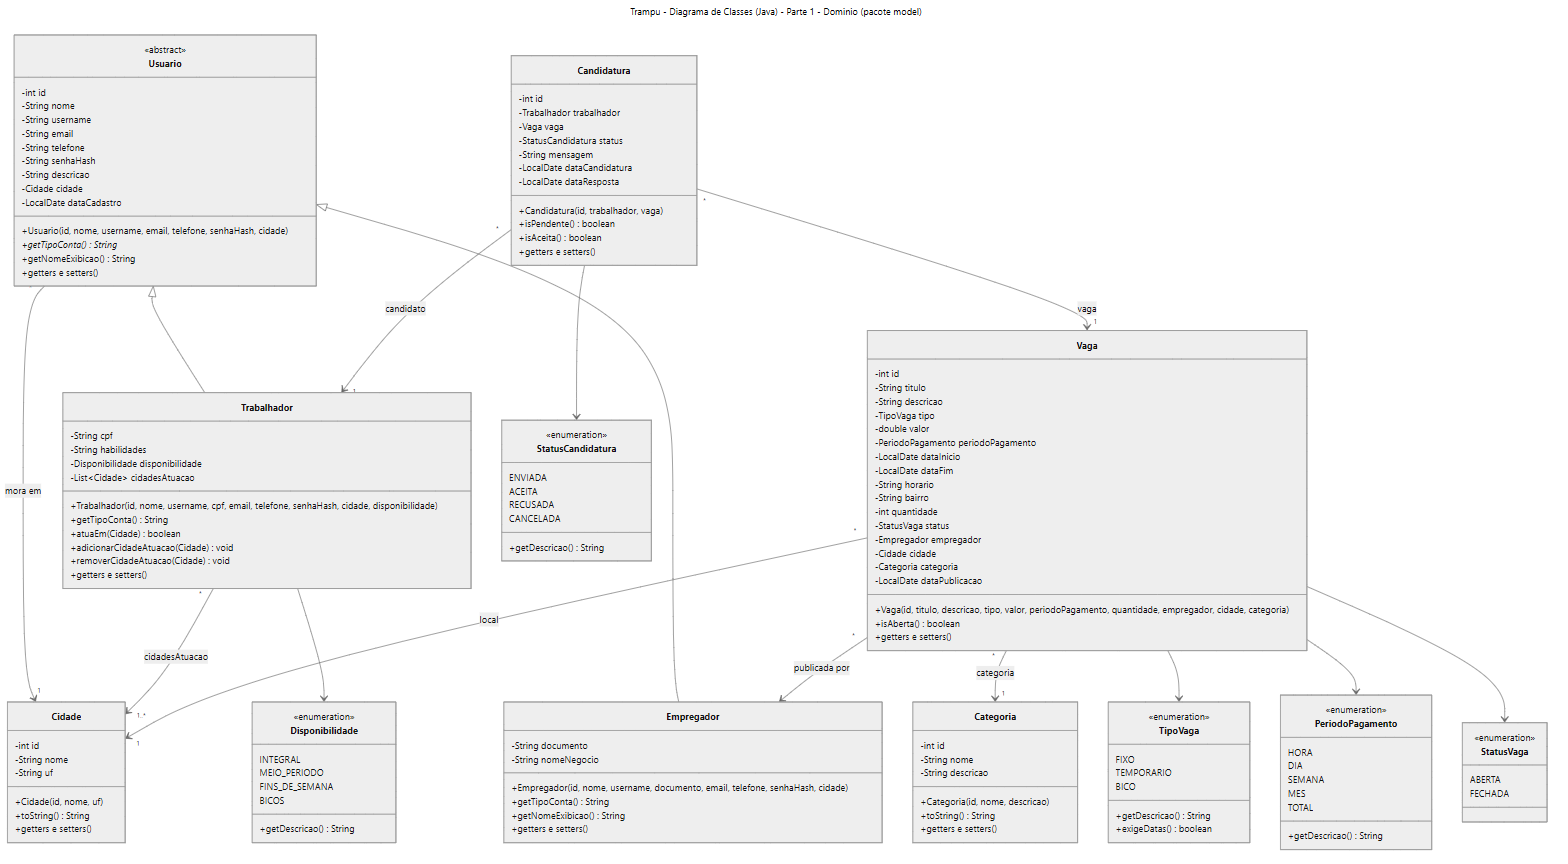 Trampu - Diagrama de Classes (Java) - Parte 1 - Dominio (pacote model)
«abstract»
Usuario
-int id
-String nome
-String username
-String email
-String telefone
-String senhaHash
-String descricao
-Cidade cidade
-LocalDate dataCadastro
+Usuario(id, nome, username, email, telefone, senhaHash, cidade)
+getTipoConta() : String
+getNomeExibicao() : String
+getters e setters()
Candidatura
-int id
-Trabalhador trabalhador
-Vaga vaga
-StatusCandidatura status
-String mensagem
-LocalDate dataCandidatura
-LocalDate dataResposta
+Candidatura(id, trabalhador, vaga)
+isPendente() : boolean
+isAceita() : boolean
+getters e setters()
*
*
candidato
1
vaga
1
Trabalhador
-String cpf
-String habilidades
-Disponibilidade disponibilidade
-List<Cidade> cidadesAtuacao
+Trabalhador(id, nome, username, cpf, email, telefone, senhaHash, cidade, disponibilidade)
+getTipoConta() : String
+atuaEm(Cidade) : boolean
+adicionarCidadeAtuacao(Cidade) : void
+removerCidadeAtuacao(Cidade) : void
+getters e setters()
«enumeration»
StatusCandidatura
ENVIADA
ACEITA
RECUSADA
CANCELADA
+getDescricao() : String
Vaga
-int id
-String titulo
-String descricao
-TipoVaga tipo
-double valor
-PeriodoPagamento periodoPagamento
-LocalDate dataInicio
-LocalDate dataFim
-String horario
-String bairro
-int quantidade
-StatusVaga status
-Empregador empregador
-Cidade cidade
-Categoria categoria
-LocalDate dataPublicacao
+Vaga(id, titulo, descricao, tipo, valor, periodoPagamento, quantidade, empregador, cidade, categoria)
+isAberta() : boolean
+getters e setters()
mora em
1
*
cidadesAtuacao
1..*
*
local
1
*
publicada por
*
categoria
1
Cidade
-int id
-String nome
-String uf
+Cidade(id, nome, uf)
+toString() : String
+getters e setters()
«enumeration»
Disponibilidade
INTEGRAL
MEIO_PERIODO
FINS_DE_SEMANA
BICOS
+getDescricao() : String
Empregador
-String documento
-String nomeNegocio
+Empregador(id, nome, username, documento, email, telefone, senhaHash, cidade)
+getTipoConta() : String
+getNomeExibicao() : String
+getters e setters()
Categoria
-int id
-String nome
-String descricao
+Categoria(id, nome, descricao)
+toString() : String
+getters e setters()
«enumeration»
TipoVaga
FIXO
TEMPORARIO
BICO
+getDescricao() : String
+exigeDatas() : boolean
«enumeration»
PeriodoPagamento
HORA
DIA
SEMANA
MES
TOTAL
+getDescricao() : String
«enumeration»
StatusVaga
ABERTA
FECHADA